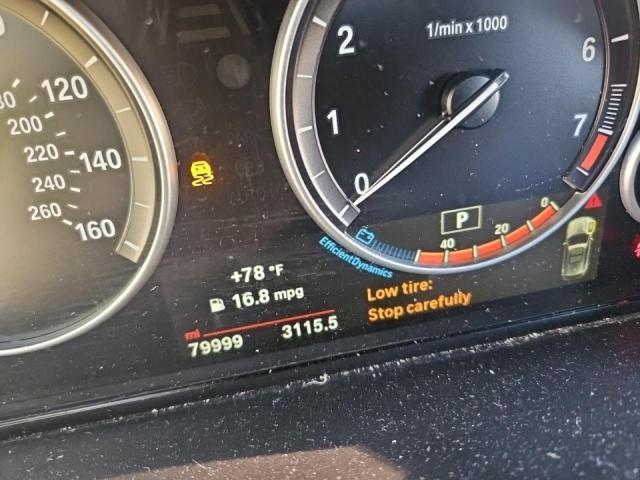 120
140
160
200
220
240
260
1/min x 1000
0
1
2
6
7
P
40
20
0
EfficientDynamics
+78 °F
16.8 mpg
mi
79999
3115.5
Low tire:
Stop carefully